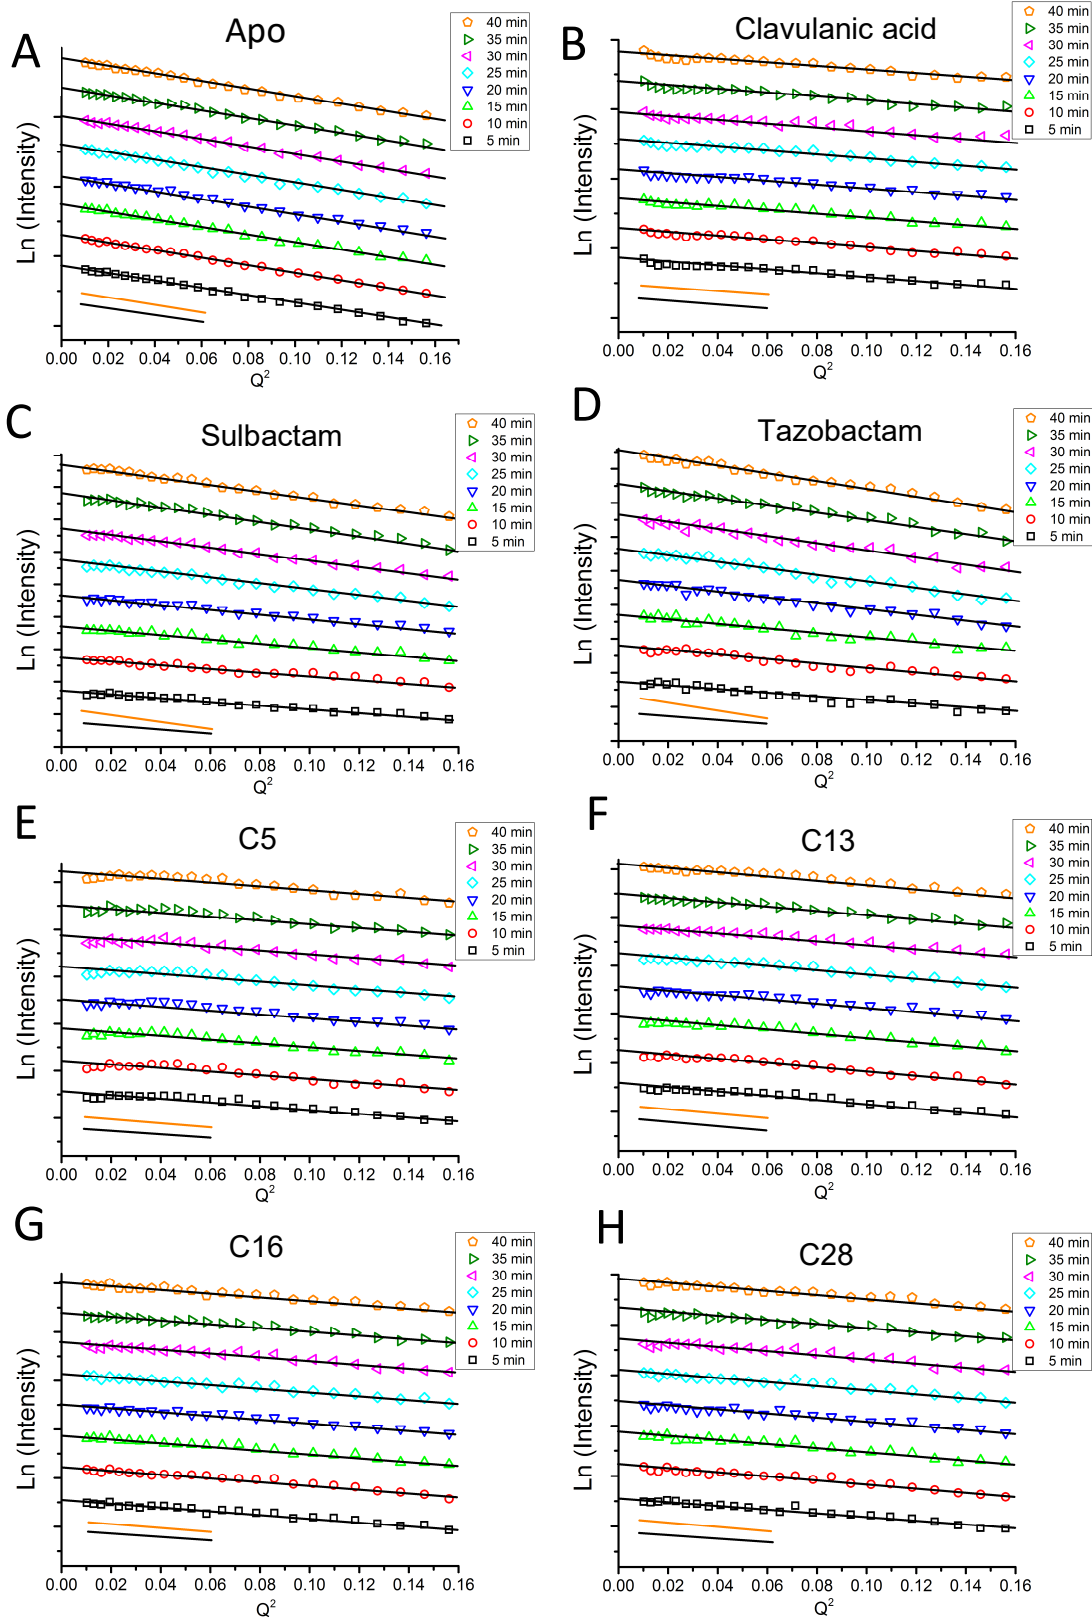 A
Apo
40 min
35 min
30 min
25 min
20 min
15 min
10 min
5 min
Ln (Intensity)
0.00 0.02 0.04 0.06 0.08 0.10 0.12 0.14 0.16
Q2
B
Clavulanic acid
40 min
35 min
30 min
25 min
20 min
15 min
10 min
5 min
Ln (Intensity)
0.00 0.02 0.04 0.06 0.08 0.10 0.12 0.14 0.16
Q2
C
Sulbactam
40 min
35 min
30 min
25 min
20 min
15 min
10 min
5 min
Ln (Intensity)
0.00 0.02 0.04 0.06 0.08 0.10 0.12 0.14 0.16
Q2
D
Tazobactam
40 min
35 min
30 min
25 min
20 min
15 min
10 min
5 min
Ln (Intensity)
0.00 0.02 0.04 0.06 0.08 0.10 0.12 0.14 0.16
Q2
E
C5
40 min
35 min
30 min
25 min
20 min
15 min
10 min
5 min
Ln (Intensity)
0.00 0.02 0.04 0.06 0.08 0.10 0.12 0.14 0.16
Q2
F
C13
40 min
35 min
30 min
25 min
20 min
15 min
10 min
5 min
Ln (Intensity)
0.00 0.02 0.04 0.06 0.08 0.10 0.12 0.14 0.16
Q2
G
C16
40 min
35 min
30 min
25 min
20 min
15 min
10 min
5 min
Ln (Intensity)
0.00 0.02 0.04 0.06 0.08 0.10 0.12 0.14 0.16
Q2
H
C28
40 min
35 min
30 min
25 min
20 min
15 min
10 min
5 min
Ln (Intensity)
0.00 0.02 0.04 0.06 0.08 0.10 0.12 0.14 0.16
Q2